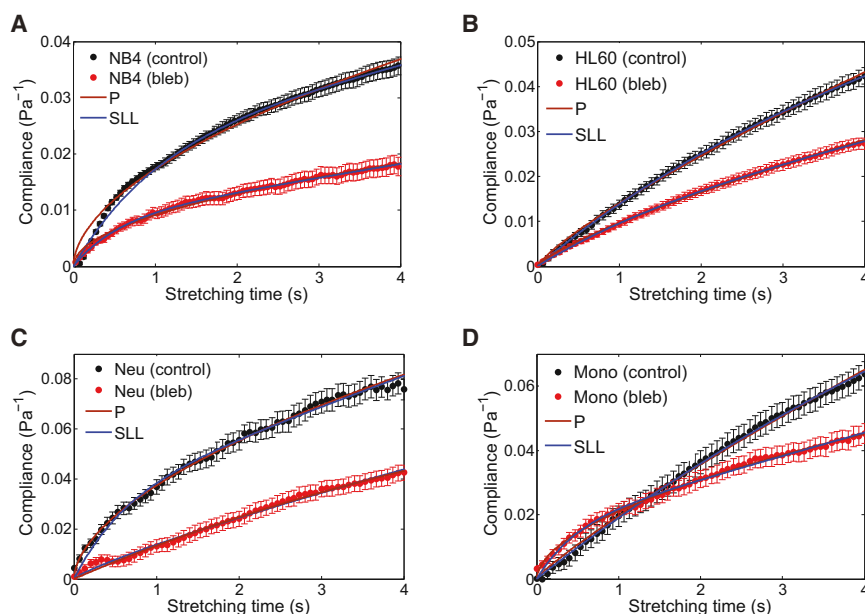 A
0.04
0.03
0.02
0.01
0
Compliance (Pa⁻¹)
NB4 (control)
NB4 (bleb)
P
SLL
0 1 2 3 4
Stretching time (s)
B
0.05
0.04
0.03
0.02
0.01
0
Compliance (Pa⁻¹)
HL60 (control)
HL60 (bleb)
P
SLL
0 1 2 3 4
Stretching time (s)
C
0.08
0.06
0.04
0.02
0
Compliance (Pa⁻¹)
Neu (control)
Neu (bleb)
P
SLL
0 1 2 3 4
Stretching time (s)
D
0.06
0.04
0.02
0
Compliance (Pa⁻¹)
Mono (control)
Mono (bleb)
P
SLL
0 1 2 3 4
Stretching time (s)